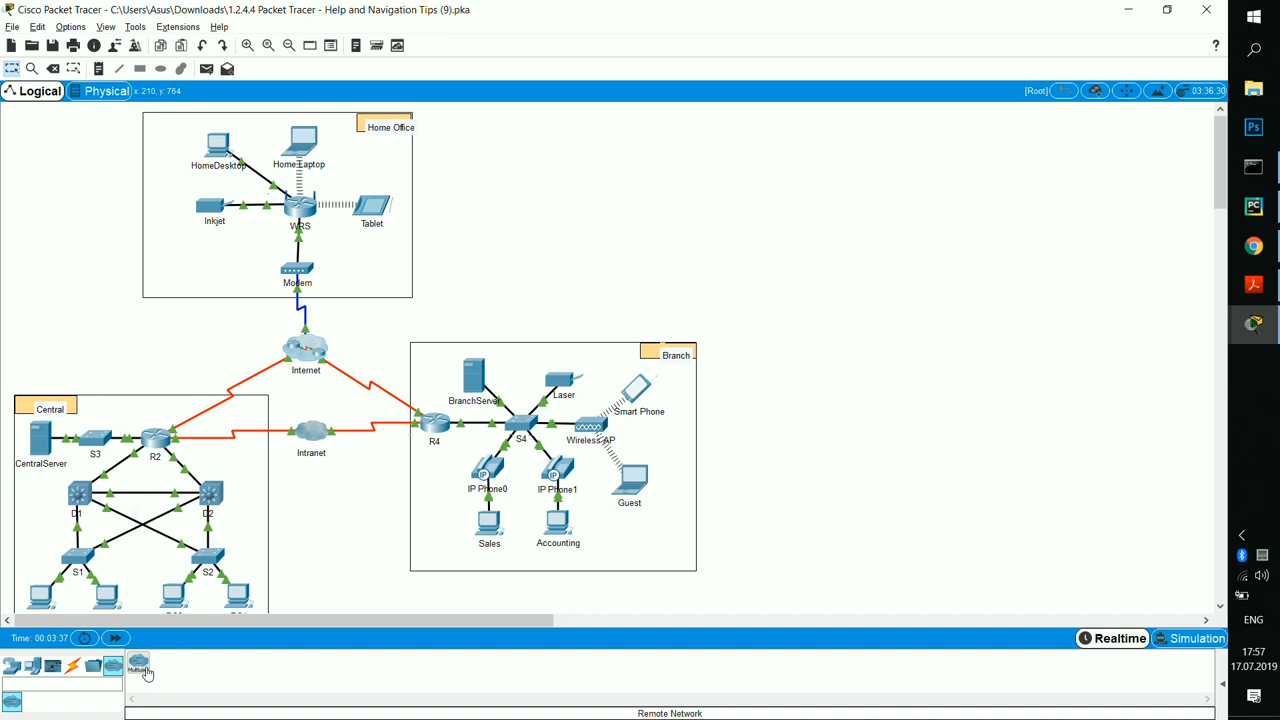 Cisco Packet Tracer - C:\Users\Asus\Downloads\1.2.4.4 Packet Tracer - Help and Navigation Tips (9).pka
File Edit Options View Tools Extensions Help
?
Logical Physical x: 210, y: 764 [Root] 03:36:30
Home Office
HomeDesktop Home Laptop
Inkjet WRS Tablet
Modem
Internet
Branch
BranchServer Laser Smart Phone
R4 S4 Wireless AP
Central
CentralServer S3 R2 Intranet
IP Phone0 IP Phone1 Guest
D1 D2
Sales Accounting
S1 S2
Time: 00:03:37 Realtime Simulation
Remote Network
Ps
PC
ENG
17:57
17.07.2019